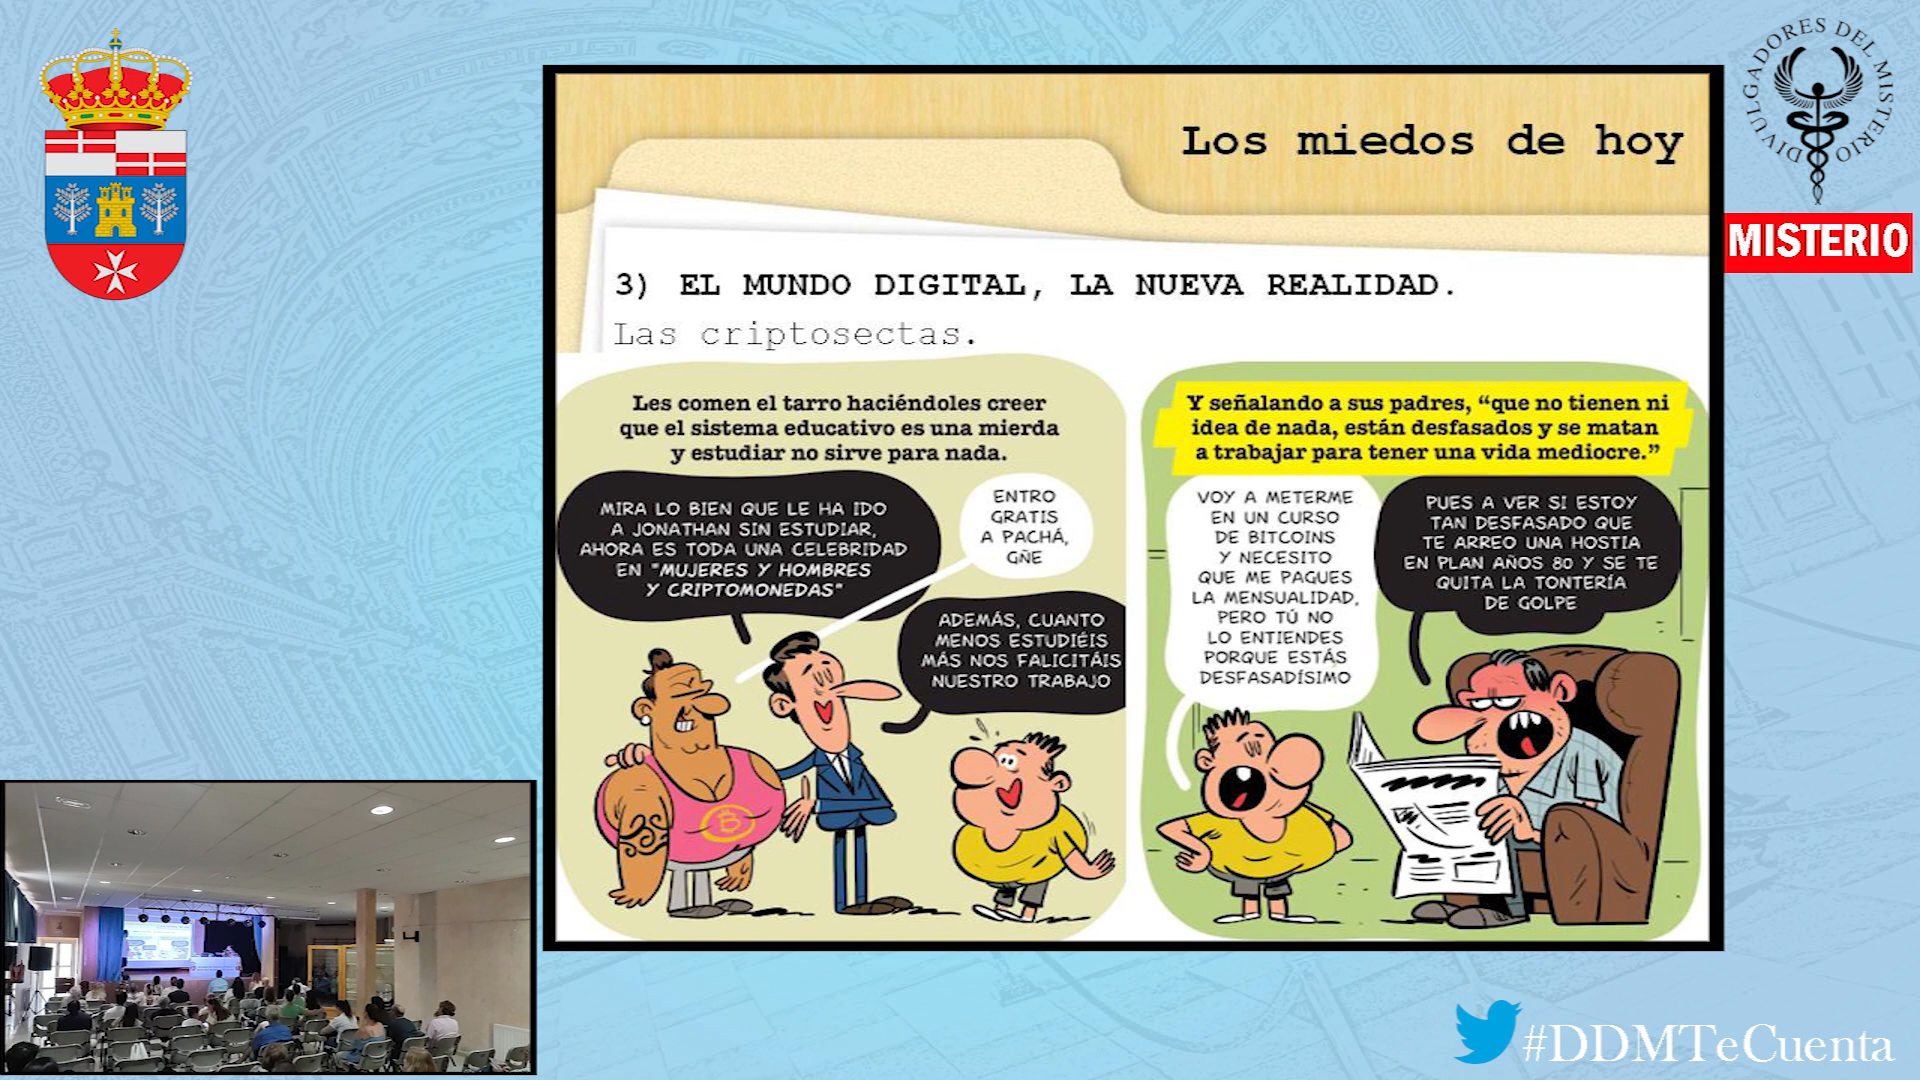 DIVULGADORES DEL MISTERIO
MISTERIO
Los miedos de hoy
3) EL MUNDO DIGITAL, LA NUEVA REALIDAD.
Las criptosectas.
Les comen el tarro haciéndoles creer
que el sistema educativo es una mierda
y estudiar no sirve para nada.
MIRA LO BIEN QUE LE HA IDO
A JONATHAN SIN ESTUDIAR,
AHORA ES TODA UNA CELEBRIDAD
EN "MUJERES Y HOMBRES
Y CRIPTOMONEDAS"
ENTRO
GRATIS
A PACHÁ,
GÑE
ADEMÁS, CUANTO
MENOS ESTUDIÉIS
MÁS NOS FALICITÁIS
NUESTRO TRABAJO
B
Y señalando a sus padres, “que no tienen ni
idea de nada, están desfasados y se matan
a trabajar para tener una vida mediocre.”
VOY A METERME
EN UN CURSO
DE BITCOINS
Y NECESITO
QUE ME PAGUES
LA MENSUALIDAD,
PERO TÚ NO
LO ENTIENDES
PORQUE ESTÁS
DESFASADÍSIMO
PUES A VER SI ESTOY
TAN DESFASADO QUE
TE ARREO UNA HOSTIA
EN PLAN AÑOS 80 Y SE TE
QUITA LA TONTERÍA
DE GOLPE
#DDMTeCuenta